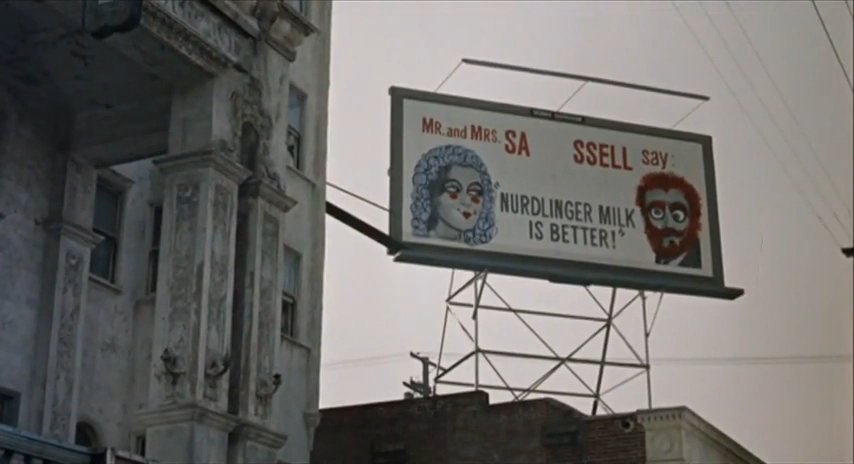 Mr. and Mrs. SA SSELL say:
"NURDLINGER MILK
IS BETTER!"